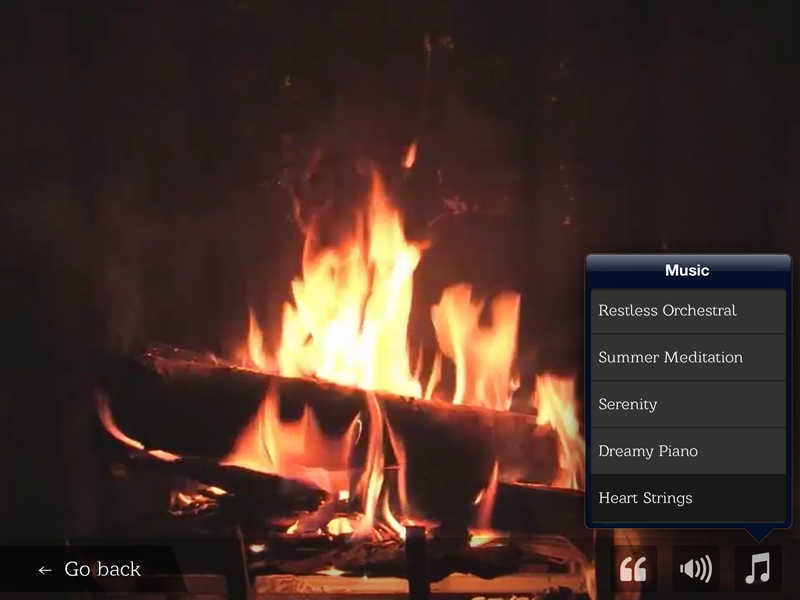 Music
Restless Orchestral
Summer Meditation
Serenity
Dreamy Piano
Heart Strings
← Go back